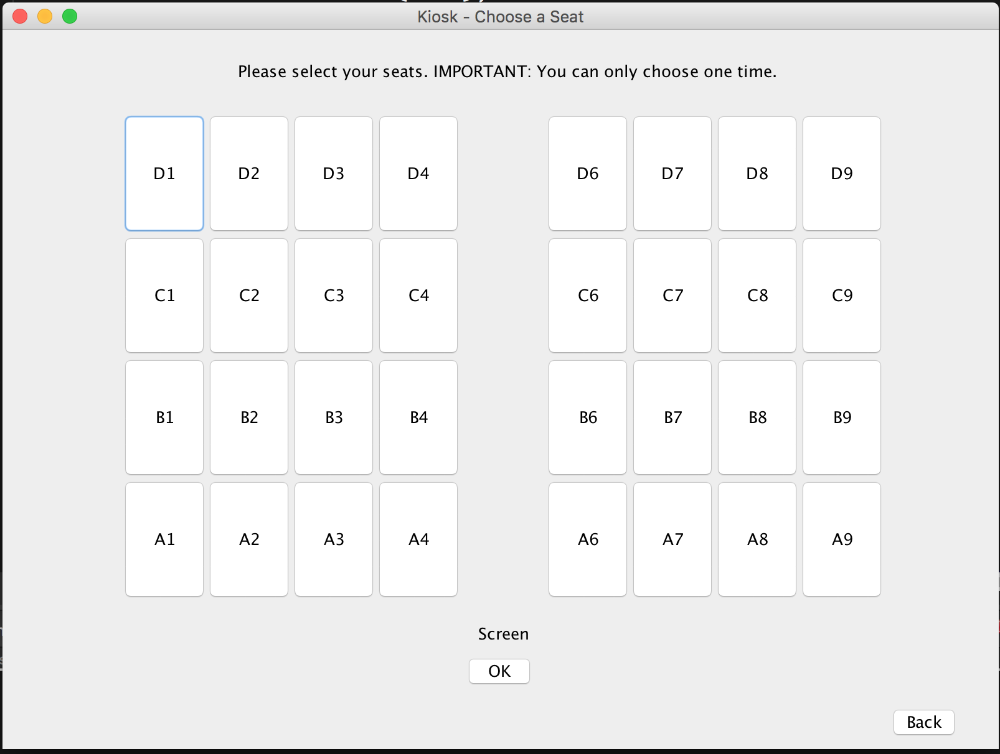 Kiosk - Choose a Seat
Please select your seats. IMPORTANT: You can only choose one time.
D1 D2 D3 D4 D6 D7 D8 D9
C1 C2 C3 C4 C6 C7 C8 C9
B1 B2 B3 B4 B6 B7 B8 B9
A1 A2 A3 A4 A6 A7 A8 A9
Screen
OK
Back